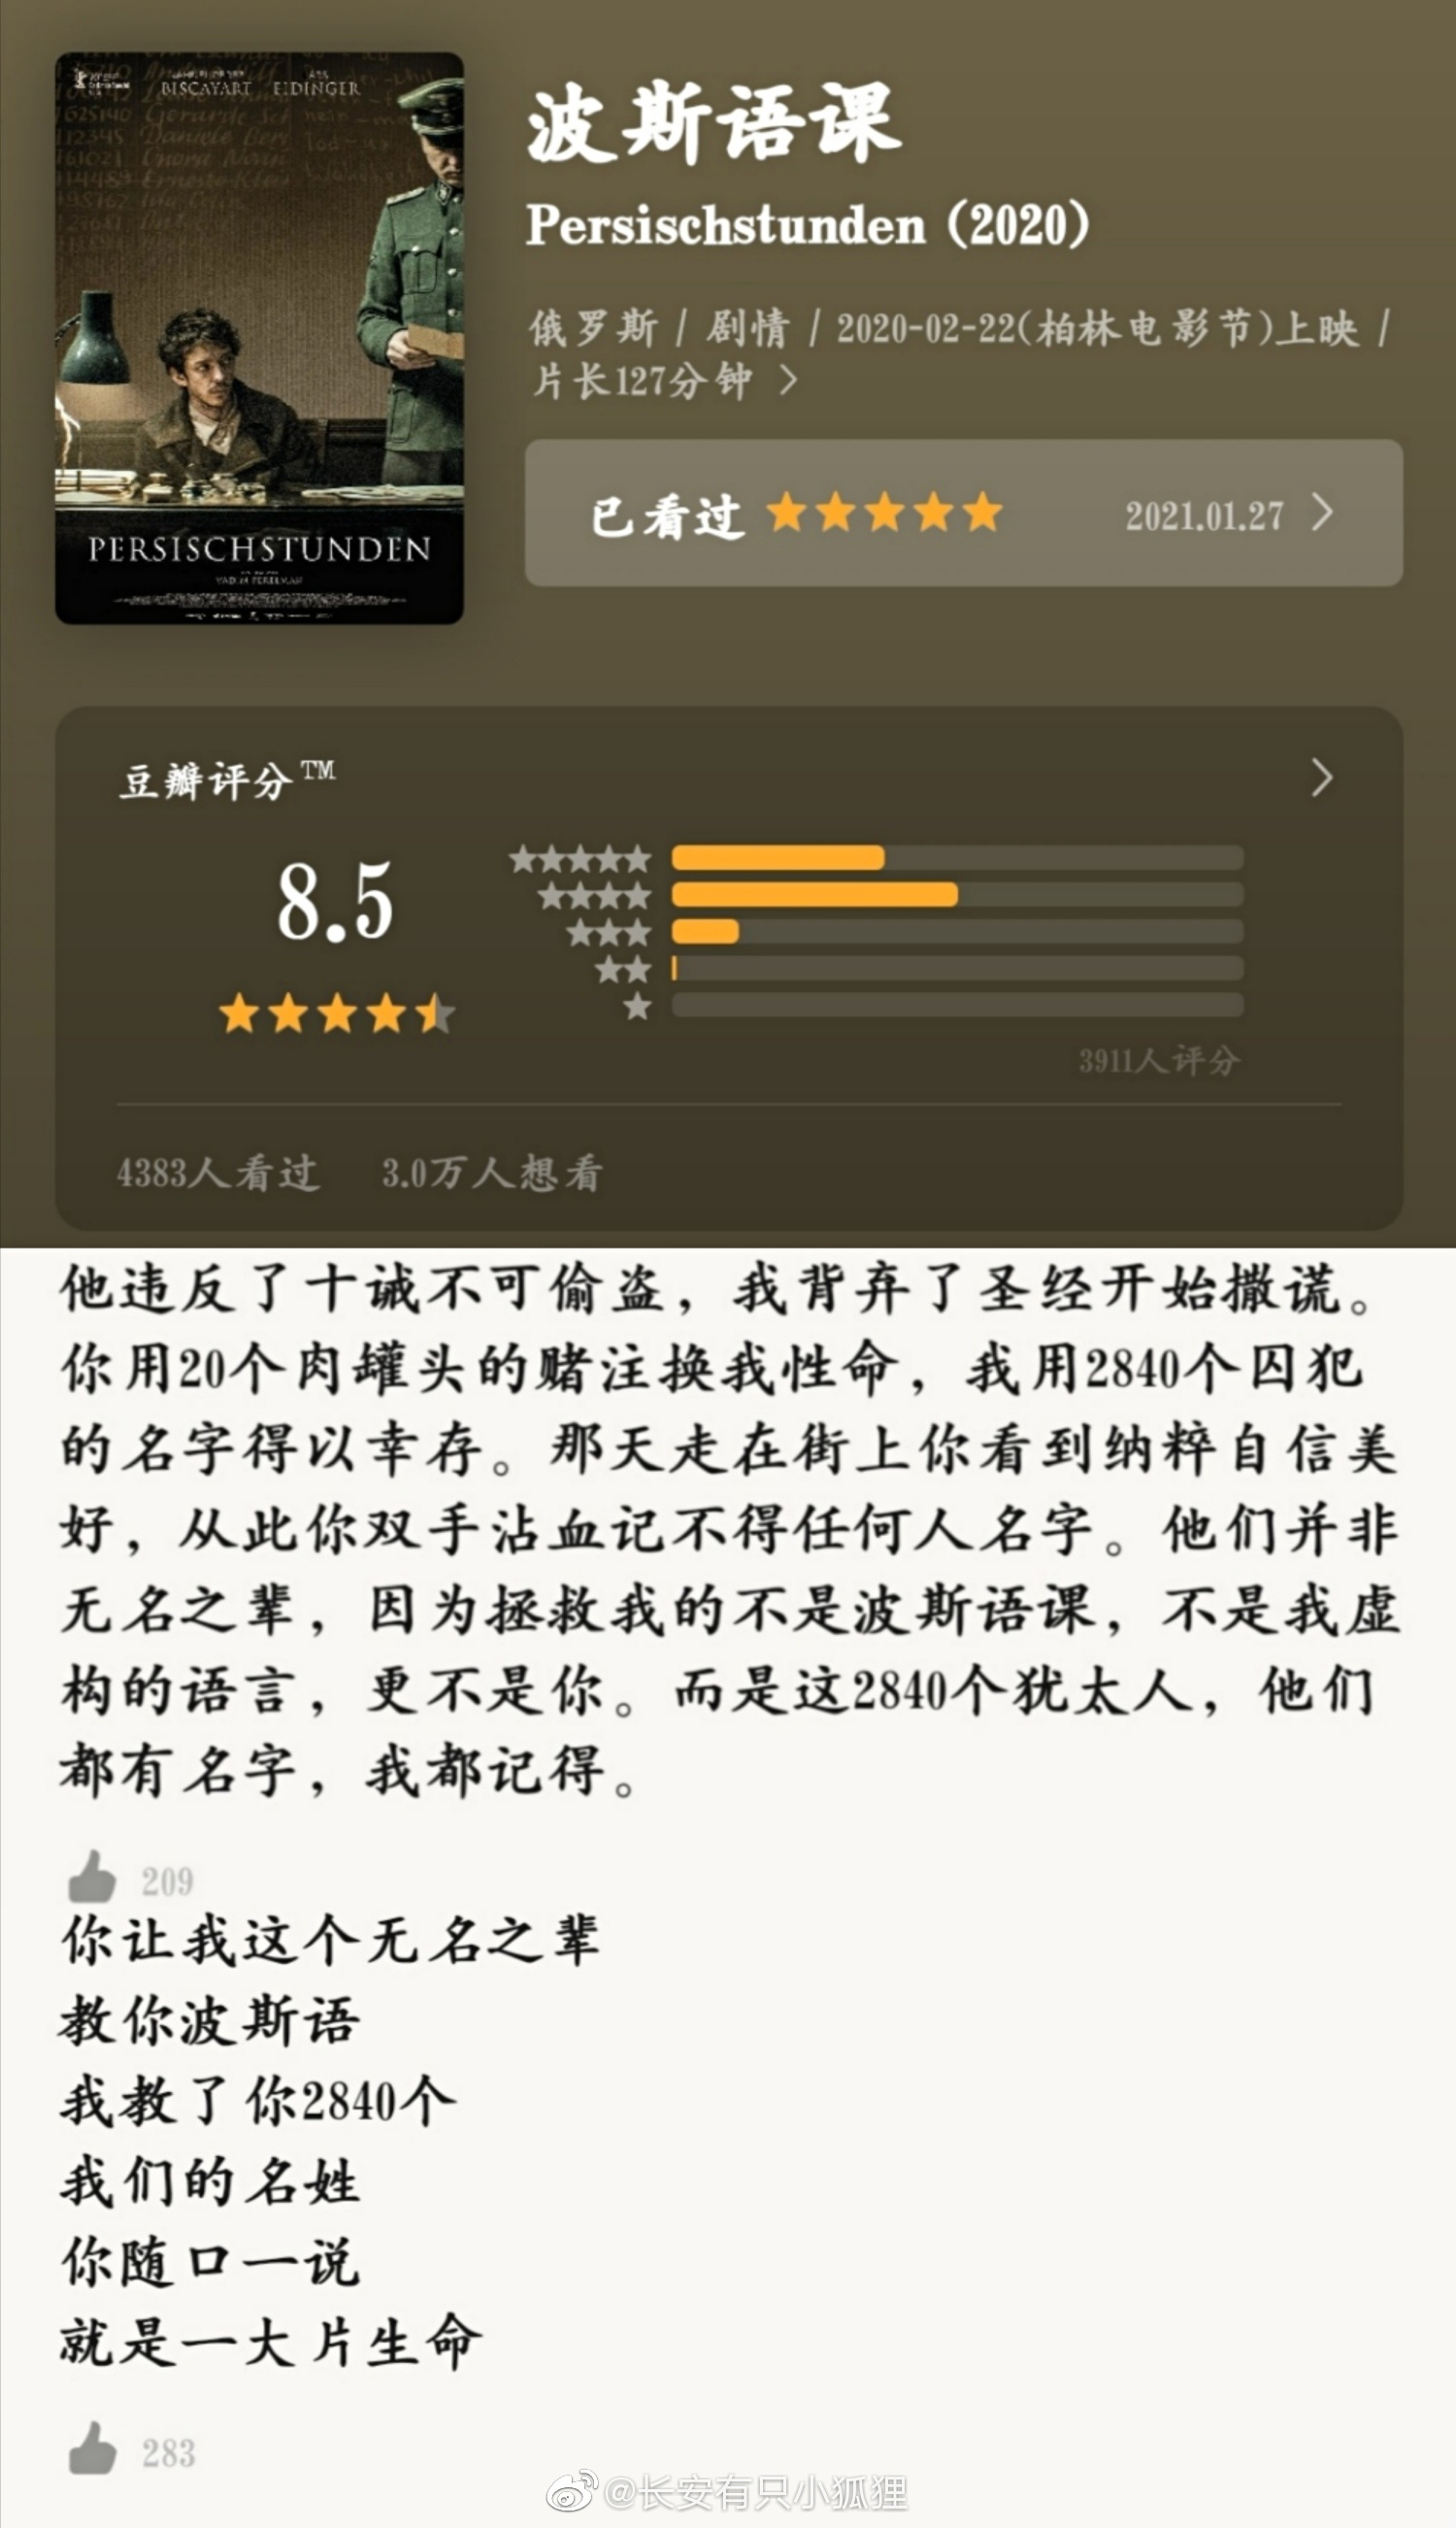 BISCAYART EIDINGER
PERSISCHSTUNDEN
VADIM PERELMAN
波斯语课
Persischstunden（2020）
俄罗斯 / 剧情 / 2020-02-22(柏林电影节)上映 /
片长127分钟 >
已看过 ★★★★★ 2021.01.27 >
豆瓣评分™ >
8.5
3911人评分
4383人看过 3.0万人想看
他违反了十诫不可偷盗，我背弃了圣经开始撒谎。
你用20个肉罐头的赌注换我性命，我用2840个囚犯
的名字得以幸存。那天走在街上你看到纳粹自信美
好，从此你双手沾血记不得任何人名字。他们并非
无名之辈，因为拯救我的不是波斯语课，不是我虚
构的语言，更不是你。而是这2840个犹太人，他们
都有名字，我都记得。
209
你让我这个无名之辈
教你波斯语
我教了你2840个
我们的名姓
你随口一说
就是一大片生命
283
@长安有只小狐狸